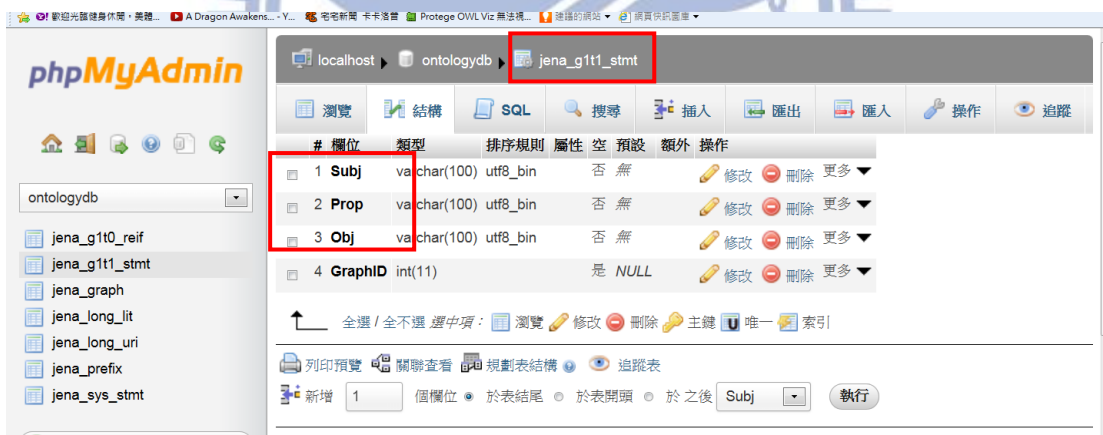 歡迎光臨健身休閒，美體... A Dragon Awakens... - Y... 宅宅新聞 卡卡洛普 Protege OWL Viz 無法視... 建議的網站 ▾ 網頁快訊圖庫 ▾
phpMyAdmin
ontologydb
jena_g1t0_reif
jena_g1t1_stmt
jena_graph
jena_long_lit
jena_long_uri
jena_prefix
jena_sys_stmt
localhost ▸ ontologydb ▸ jena_g1t1_stmt
瀏覽 結構 SQL 搜尋 插入 匯出 匯入 操作 追蹤
# 欄位 類型 排序規則 屬性 空 預設 額外 操作
1 Subj varchar(100) utf8_bin 否 無 修改 刪除 更多 ▼
2 Prop varchar(100) utf8_bin 否 無 修改 刪除 更多 ▼
3 Obj varchar(100) utf8_bin 否 無 修改 刪除 更多 ▼
4 GraphID int(11) 是 NULL 修改 刪除 更多 ▼
全選 / 全不選 選中項： 瀏覽 修改 刪除 主鍵 唯一 索引
列印預覽 關聯查看 規劃表結構 追蹤表
新增 1 個欄位 於表結尾 於表開頭 於 之後 Subj 執行